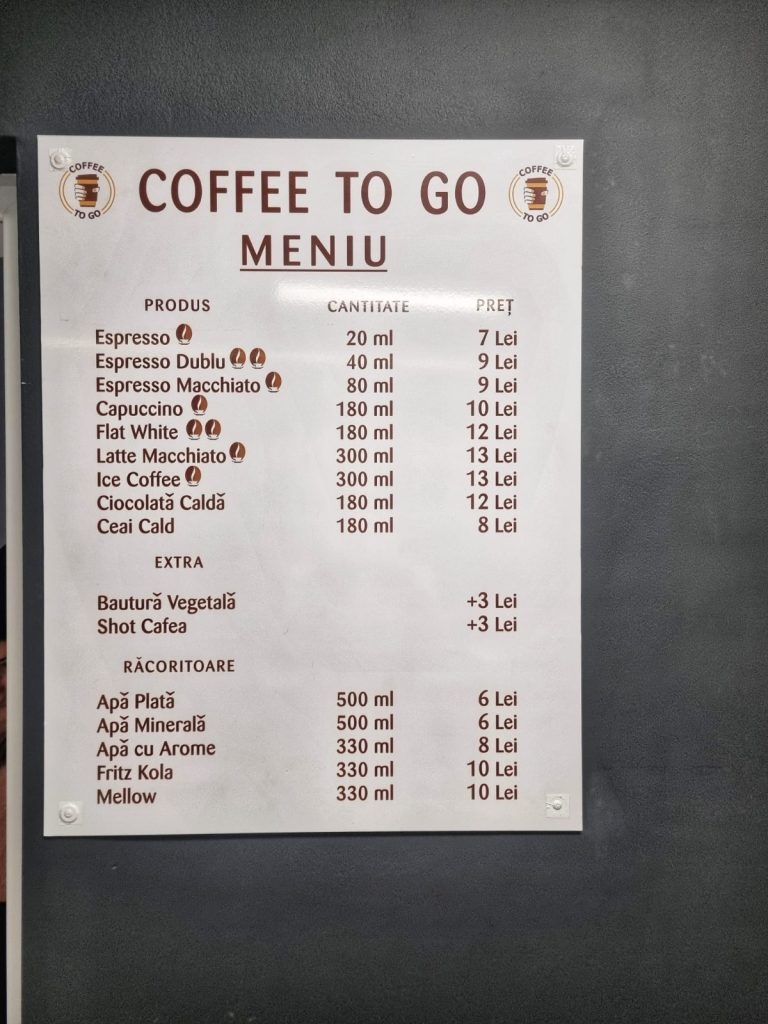 COFFEE TO GO
COFFEE TO GO
COFFEE TO GO
MENIU
PRODUS CANTITATE PREȚ
Espresso 20 ml 7 Lei
Espresso Dublu 40 ml 9 Lei
Espresso Macchiato 80 ml 9 Lei
Capuccino 180 ml 10 Lei
Flat White 180 ml 12 Lei
Latte Macchiato 300 ml 13 Lei
Ice Coffee 300 ml 13 Lei
Ciocolată Caldă 180 ml 12 Lei
Ceai Cald 180 ml 8 Lei
EXTRA
Bautură Vegetală +3 Lei
Shot Cafea +3 Lei
RĂCORITOARE
Apă Plată 500 ml 6 Lei
Apă Minerală 500 ml 6 Lei
Apă cu Arome 330 ml 8 Lei
Fritz Kola 330 ml 10 Lei
Mellow 330 ml 10 Lei